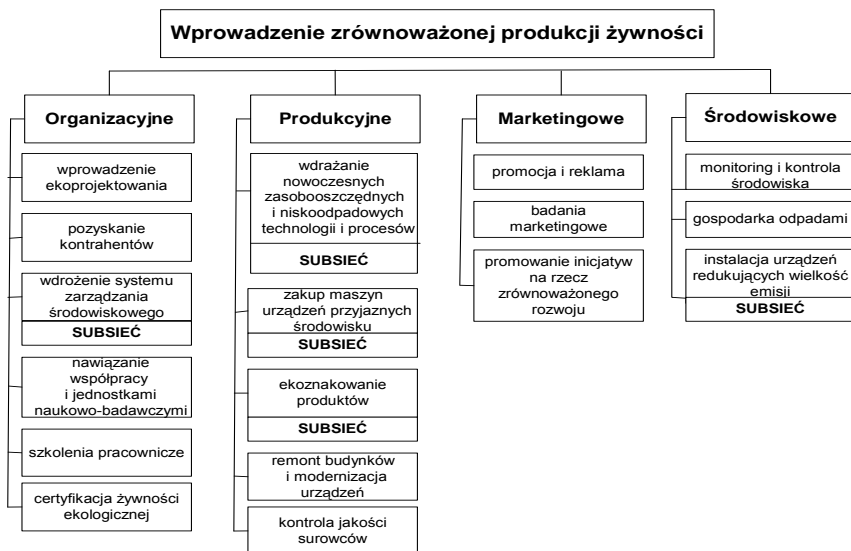 Wprowadzenie zrównoważonej produkcji żywności
Organizacyjne
wprowadzenie
ekoprojektowania
pozyskanie
kontrahentów
wdrożenie systemu
zarządzania
środowiskowego
SUBSIEĆ
nawiązanie
współpracy
i jednostkami
naukowo-badawczymi
szkolenia pracownicze
certyfikacja żywności
ekologicznej
Produkcyjne
wdrażanie
nowoczesnych
zasobooszczędnych
i niskoodpadowych
technologii i procesów
SUBSIEĆ
zakup maszyn
urządzeń przyjaznych
środowisku
SUBSIEĆ
ekoznakowanie
produktów
SUBSIEĆ
remont budynków
i modernizacja
urządzeń
kontrola jakości
surowców
Marketingowe
promocja i reklama
badania
marketingowe
promowanie inicjatyw
na rzecz
zrównoważonego
rozwoju
Środowiskowe
monitoring i kontrola
środowiska
gospodarka odpadami
instalacja urządzeń
redukujących wielkość
emisji
SUBSIEĆ